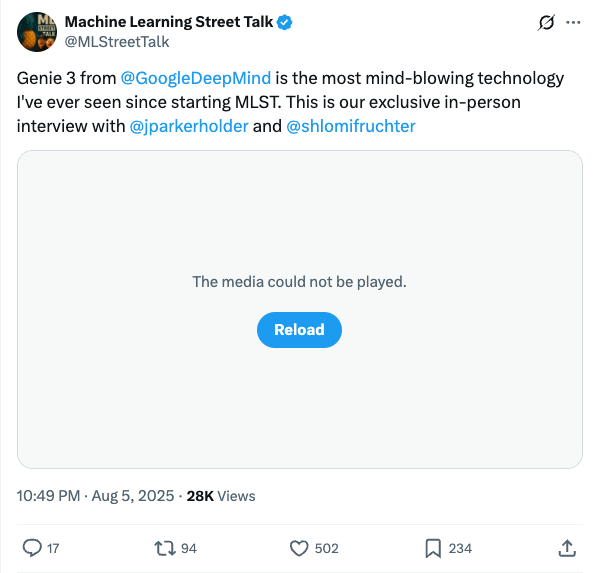 Machine Learning Street Talk
@MLStreetTalk
Genie 3 from @GoogleDeepMind is the most mind-blowing technology
I've ever seen since starting MLST. This is our exclusive in-person
interview with @jparkerholder and @shlomifruchter
The media could not be played.
Reload
10:49 PM · Aug 5, 2025 · 28K Views
17 94 502 234